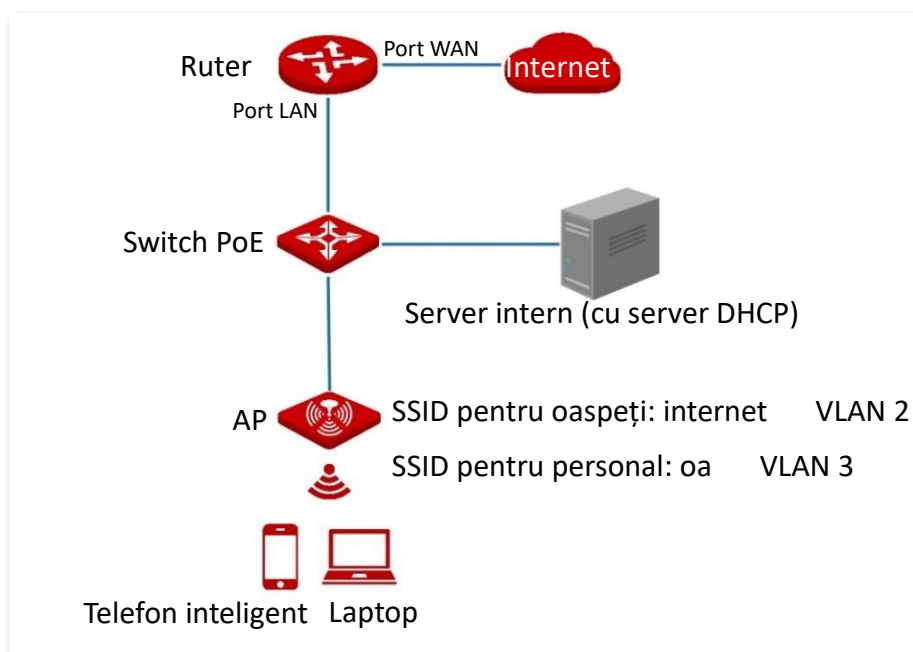 Port WAN
Ruter
Internet
Port LAN
Switch PoE
Server intern (cu server DHCP)
AP
SSID pentru oaspeți: internet VLAN 2
SSID pentru personal: oa VLAN 3
Telefon inteligent Laptop